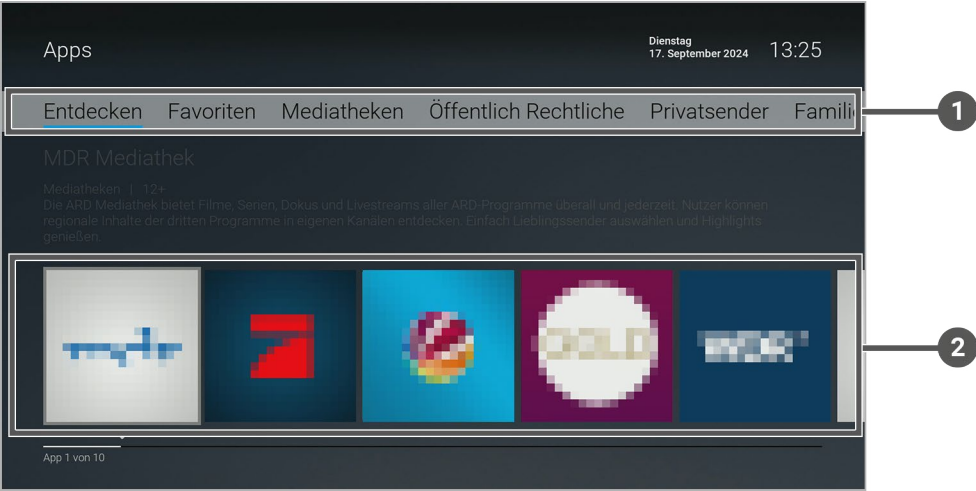 Apps
Dienstag
17. September 2024
13:25
Entdecken Favoriten Mediatheken Öffentlich Rechtliche Privatsender Famili
1
MDR Mediathek
Mediatheken | 12+
Die ARD Mediathek bietet Filme, Serien, Dokus und Livestreams aller ARD-Programme überall und jederzeit. Nutzer können
regionale Inhalte der dritten Programme in eigenen Kanälen entdecken. Einfach Lieblingssender auswählen und Highlights
genießen.
GOLD
2
App 1 von 10